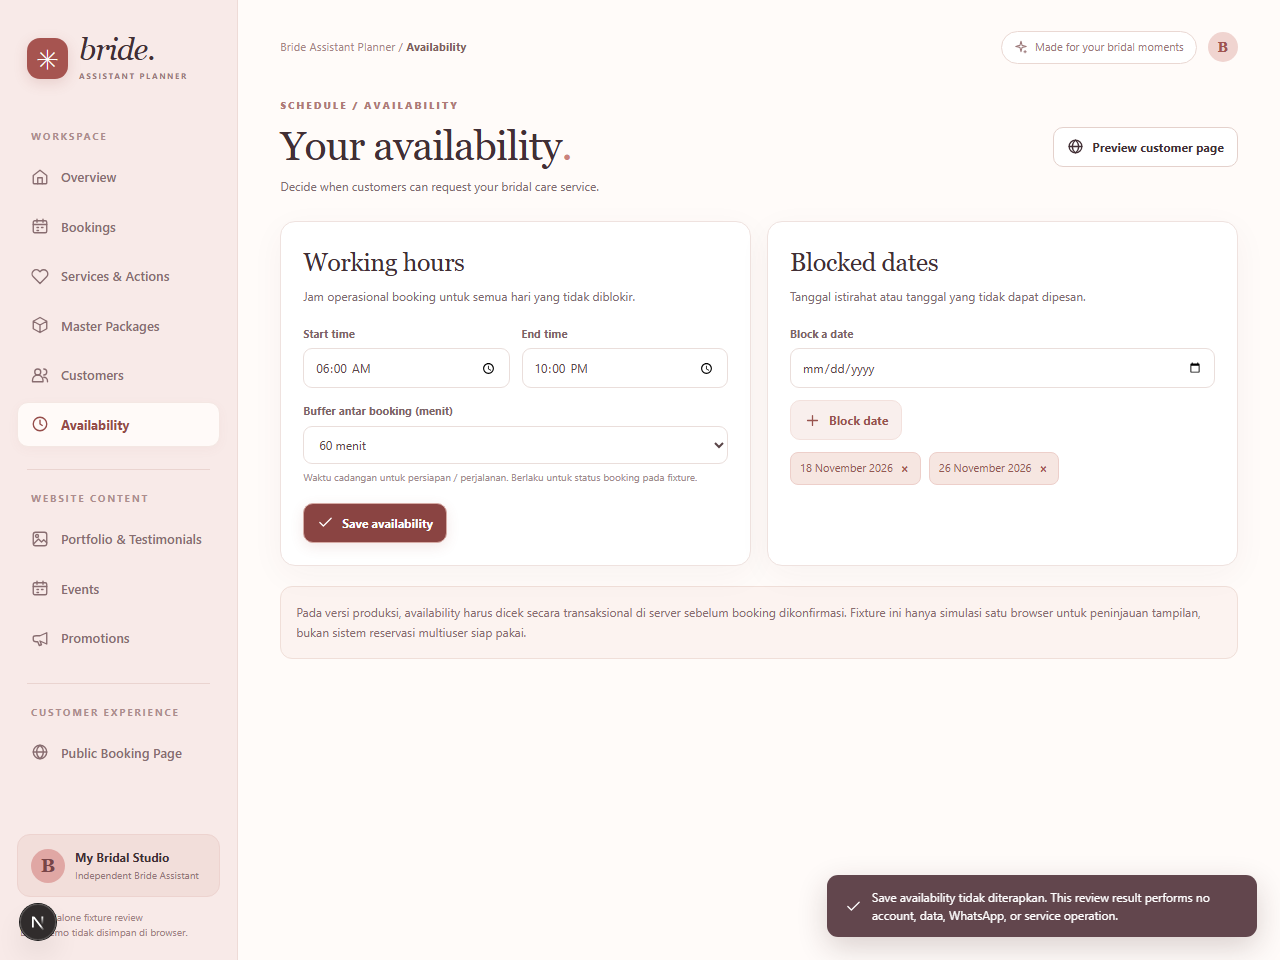 bride.
ASSISTANT PLANNER
WORKSPACE
Overview
Bookings
Services & Actions
Master Packages
Customers
Availability
WEBSITE CONTENT
Portfolio & Testimonials
Events
Promotions
CUSTOMER EXPERIENCE
Public Booking Page
B
My Bridal Studio
Independent Bride Assistant
N
alone fixture review
mo tidak disimpan di browser.
Bride Assistant Planner / Availability
Made for your bridal moments
B
SCHEDULE / AVAILABILITY
Your availability.
Decide when customers can request your bridal care service.
Preview customer page
Working hours
Jam operasional booking untuk semua hari yang tidak diblokir.
Start time
End time
06:00 AM
10:00 PM
Buffer antar booking (menit)
60 menit
Waktu cadangan untuk persiapan / perjalanan. Berlaku untuk status booking pada fixture.
Save availability
Blocked dates
Tanggal istirahat atau tanggal yang tidak dapat dipesan.
Block a date
mm/dd/yyyy
Block date
18 November 2026 ×
26 November 2026 ×
Pada versi produksi, availability harus dicek secara transaksional di server sebelum booking dikonfirmasi. Fixture ini hanya simulasi satu browser untuk peninjauan tampilan,
bukan sistem reservasi multiuser siap pakai.
Save availability tidak diterapkan. This review result performs no
account, data, WhatsApp, or service operation.